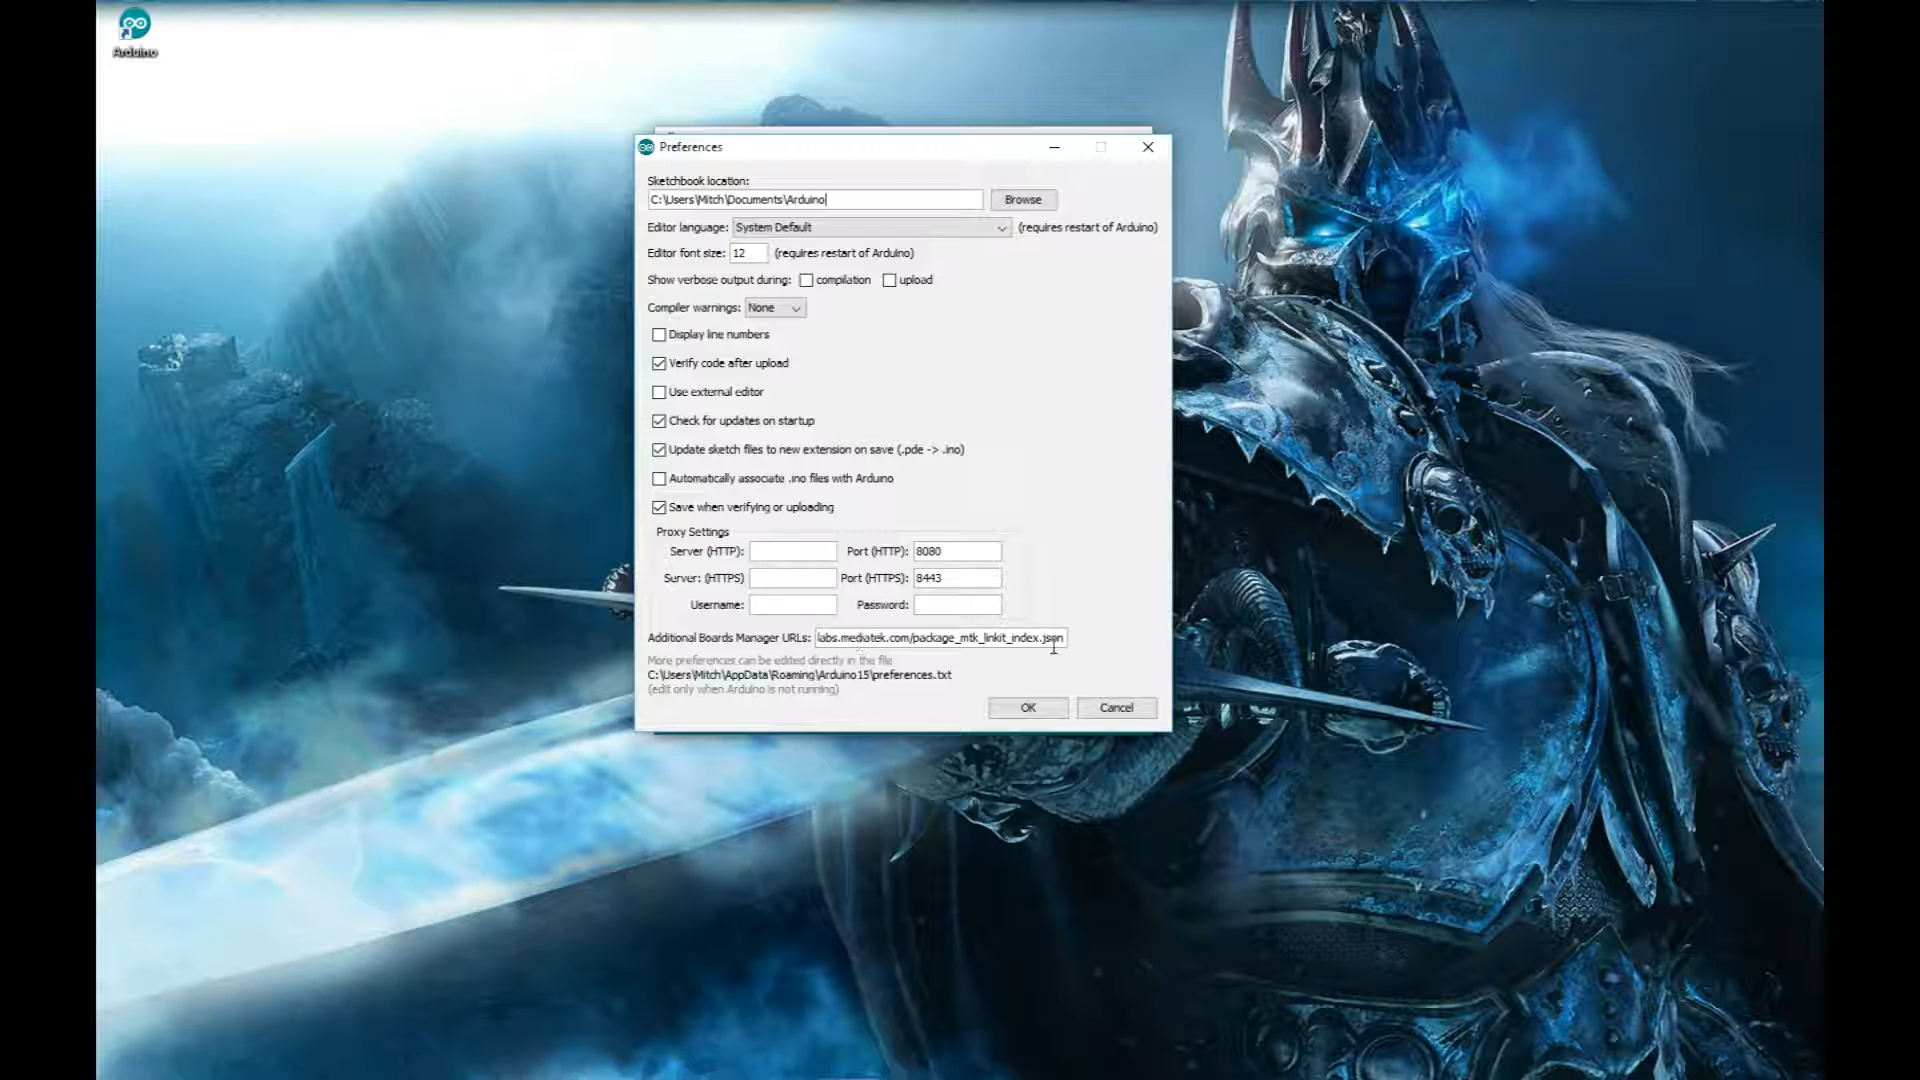 Arduino
Preferences
Sketchbook location:
C:\Users\Mitch\Documents\Arduino
Browse
Editor language:
System Default
(requires restart of Arduino)
Editor font size:
12
(requires restart of Arduino)
Show verbose output during:
compilation
upload
Compiler warnings:
None
Display line numbers
Verify code after upload
Use external editor
Check for updates on startup
Update sketch files to new extension on save (.pde -> .ino)
Automatically associate .ino files with Arduino
Save when verifying or uploading
Proxy Settings
Server (HTTP):
Port (HTTP):
8080
Server: (HTTPS)
Port (HTTPS):
8443
Username:
Password:
Additional Boards Manager URLs:
labs.mediatek.com/package_mtk_linkit_index.json
More preferences can be edited directly in the file
C:\Users\Mitch\AppData\Roaming\Arduino15\preferences.txt
(edit only when Arduino is not running)
OK
Cancel